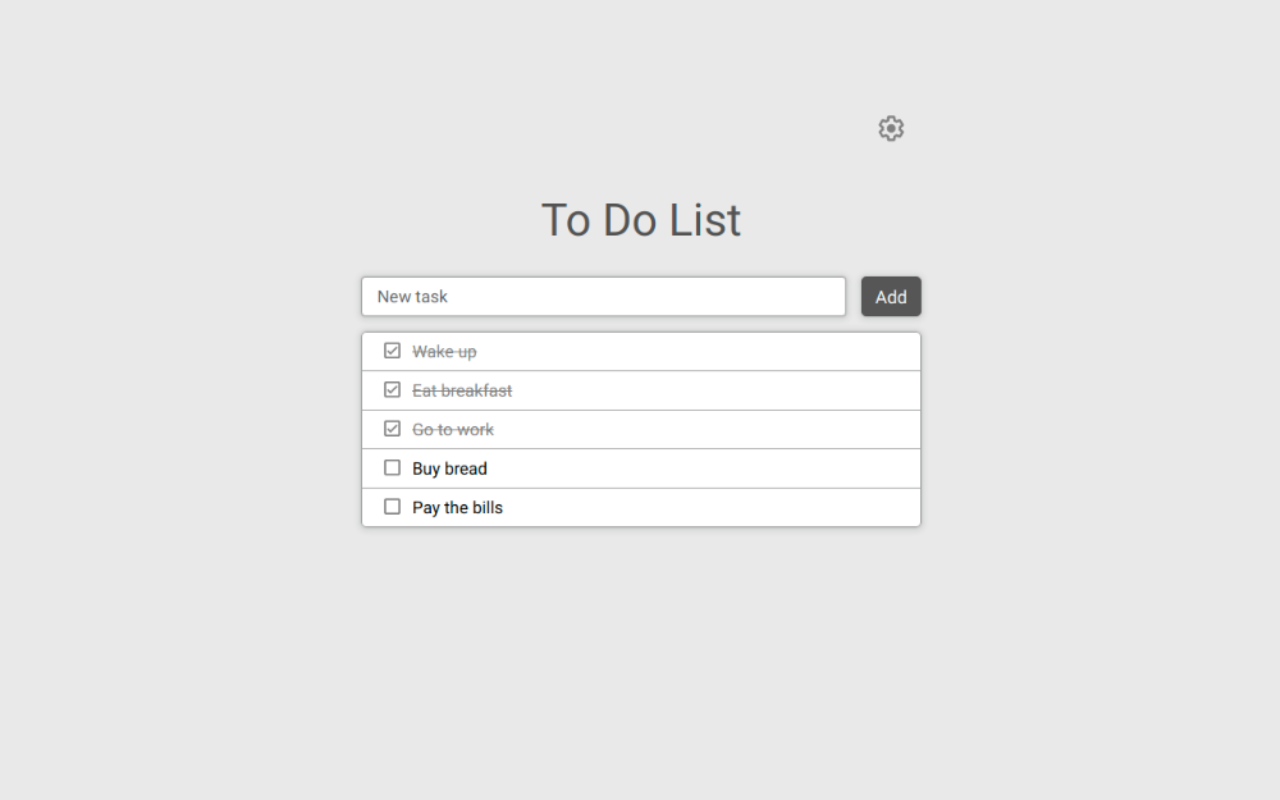 To Do List
New task
Add
Wake up
Eat breakfast
Go to work
Buy bread
Pay the bills